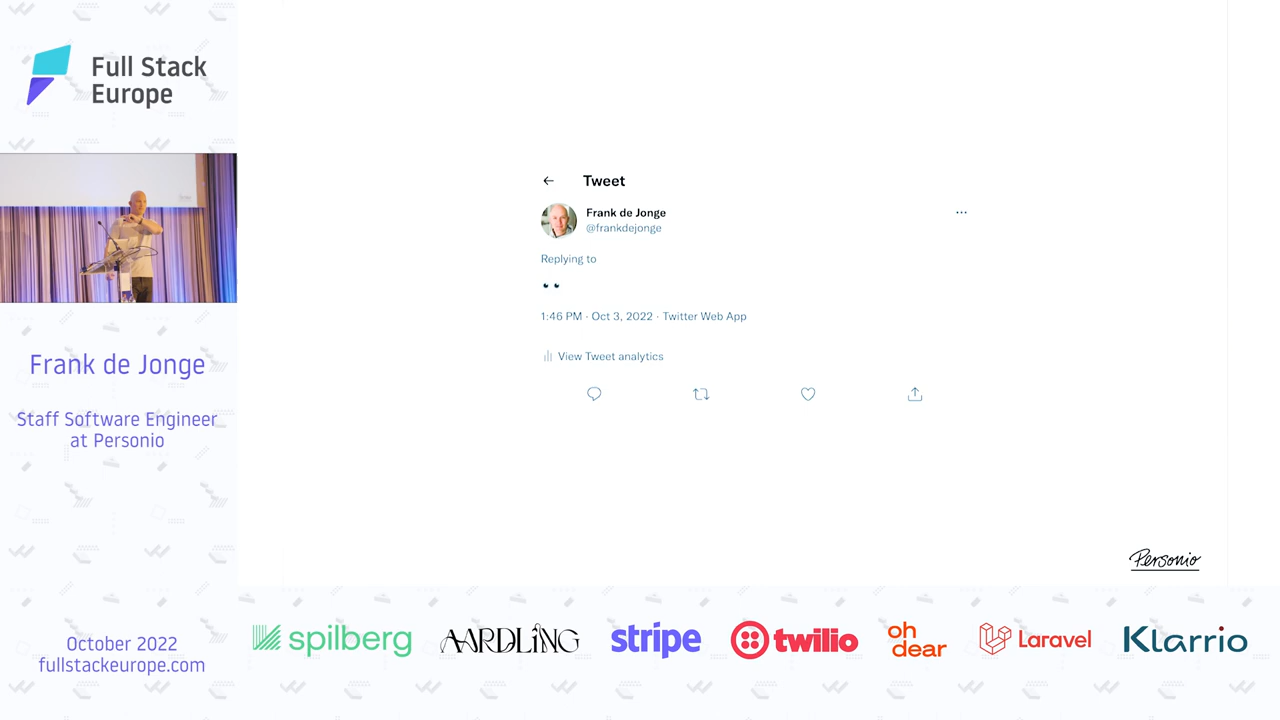 Full Stack
Europe
Frank de Jonge
Staff Software Engineer
at Personio
October 2022
fullstackeurope.com
Tweet
Frank de Jonge
@frankdejonge
Replying to
👀
1:46 PM · Oct 3, 2022 · Twitter Web App
View Tweet analytics
Personio
spilberg
AARDLING
stripe
twilio
oh
dear
Laravel
Klarrio